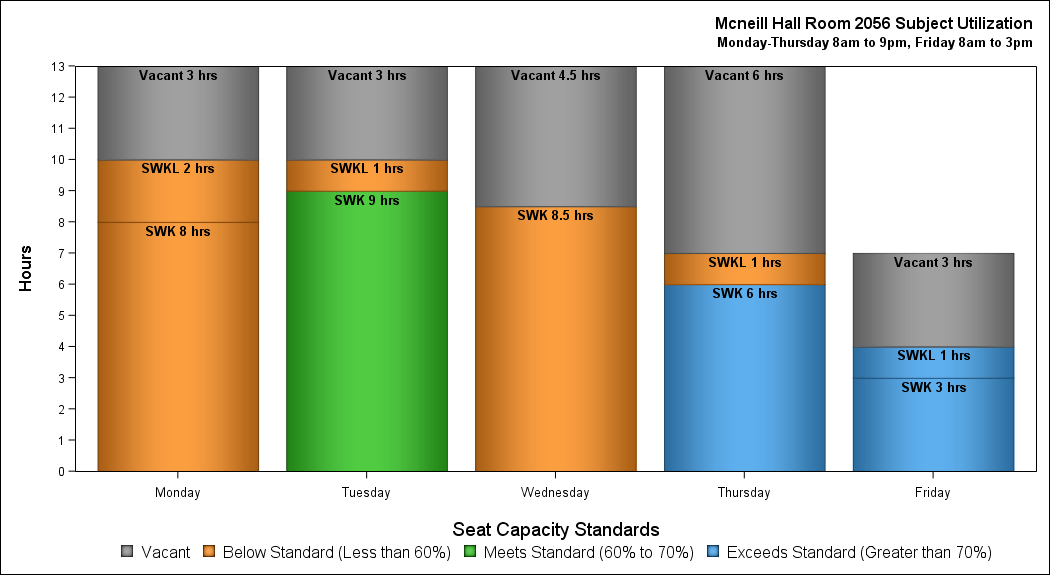 Mcneill Hall Room 2056 Subject Utilization
Monday-Thursday 8am to 9pm, Friday 8am to 3pm
Hours
13
12
11
10
9
8
7
6
5
4
3
2
1
0
Vacant 3 hrs
SWKL 2 hrs
SWK 8 hrs
Vacant 3 hrs
SWKL 1 hrs
SWK 9 hrs
Vacant 4.5 hrs
SWK 8.5 hrs
Vacant 6 hrs
SWKL 1 hrs
SWK 6 hrs
Vacant 3 hrs
SWKL 1 hrs
SWK 3 hrs
Monday Tuesday Wednesday Thursday Friday
Seat Capacity Standards
Vacant Below Standard (Less than 60%) Meets Standard (60% to 70%) Exceeds Standard (Greater than 70%)